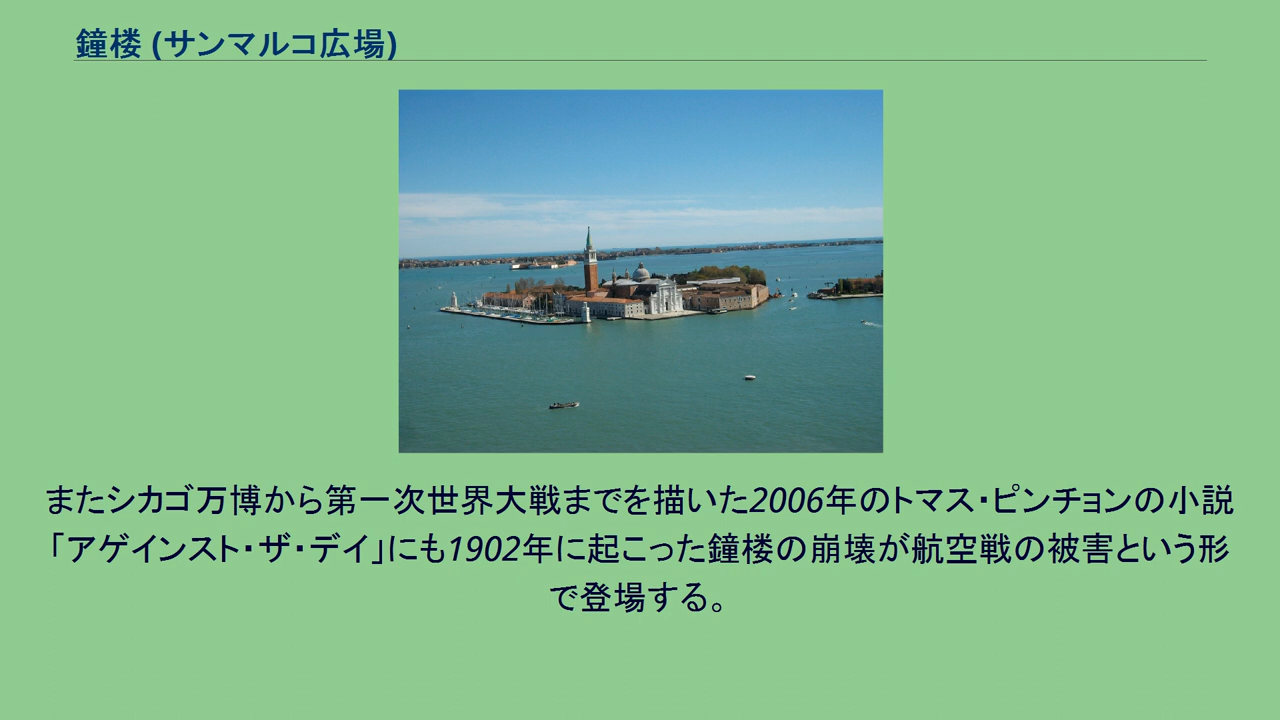 鐘楼 (サンマルコ広場)
またシカゴ万博から第一次世界大戦までを描いた2006年のトマス・ピンチョンの小説
「アゲインスト・ザ・デイ」にも1902年に起こった鐘楼の崩壊が航空戦の被害という形
で登場する。